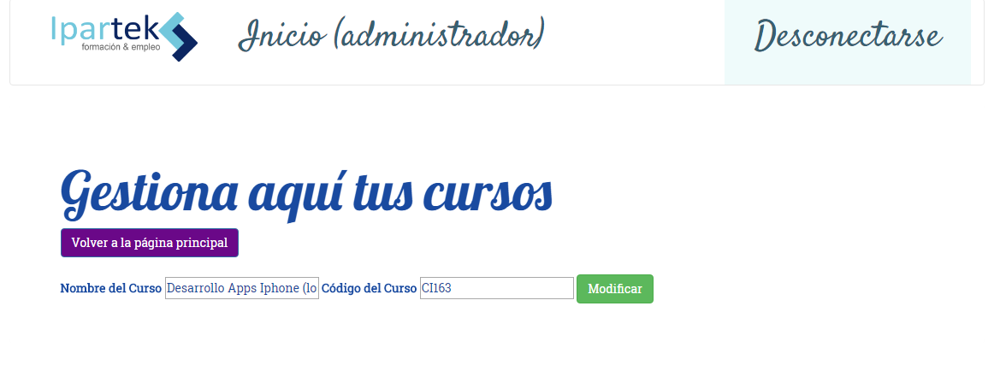 Ipartek
formación & empleo
Inicio (administrador)
Desconectarse
Gestiona aquí tus cursos
Volver a la página principal
Nombre del Curso Desarrollo Apps Iphone (lo Código del Curso CI163 Modificar